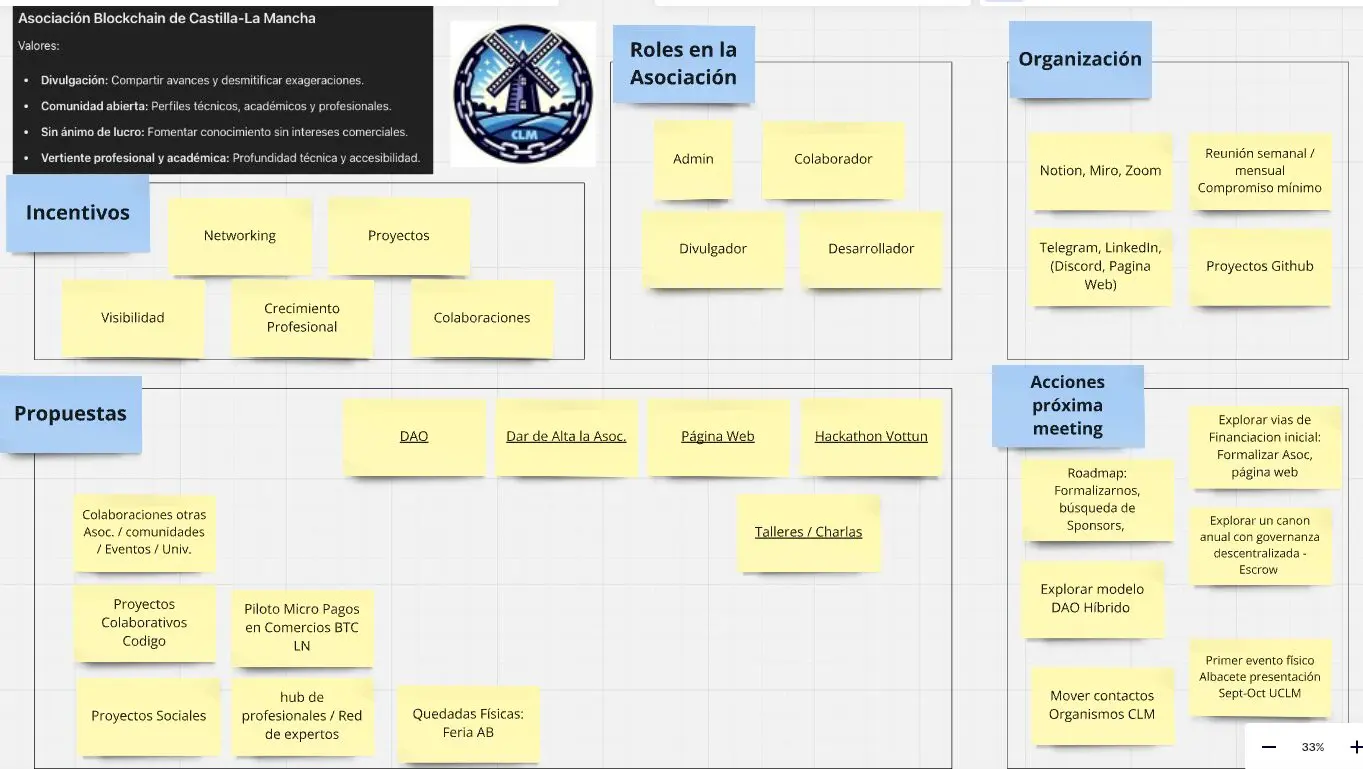 Asociación Blockchain de Castilla-La Mancha
Valores:
• Divulgación: Compartir avances y desmitificar exageraciones.
• Comunidad abierta: Perfiles técnicos, académicos y profesionales.
• Sin ánimo de lucro: Fomentar conocimiento sin intereses comerciales.
• Vertiente profesional y académica: Profundidad técnica y accesibilidad.
CLM
Incentivos
Networking
Proyectos
Visibilidad
Crecimiento
Profesional
Colaboraciones
Roles en la
Asociación
Admin
Colaborador
Divulgador
Desarrollador
Organización
Notion, Miro, Zoom
Reunión semanal /
mensual
Compromiso mínimo
Telegram, LinkedIn,
(Discord, Pagina
Web)
Proyectos Github
Propuestas
DAO
Dar de Alta la Asoc.
Página Web
Hackathon Vottun
Colaboraciones otras
Asoc. / comunidades
/ Eventos / Univ.
Talleres / Charlas
Proyectos
Colaborativos
Codigo
Piloto Micro Pagos
en Comercios BTC
LN
Proyectos Sociales
hub de
profesionales / Red
de expertos
Quedadas Físicas:
Feria AB
Acciones
próxima
meeting
Explorar vias de
Financiacion inicial:
Formalizar Asoc,
página web
Roadmap:
Formalizarnos,
búsqueda de
Sponsors,
Explorar un canon
anual con governanza
descentralizada -
Escrow
Explorar modelo
DAO Híbrido
Primer evento físico
Albacete presentación
Sept-Oct UCLM
Mover contactos
Organismos CLM
33%